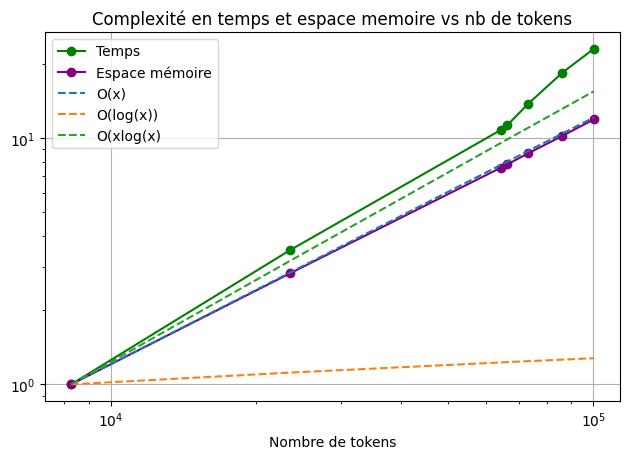 Complexité en temps et espace memoire vs nb de tokens
Temps
Espace mémoire
O(x)
O(log(x))
O(xlog(x)
10¹
10⁰
10⁴
10⁵
Nombre de tokens